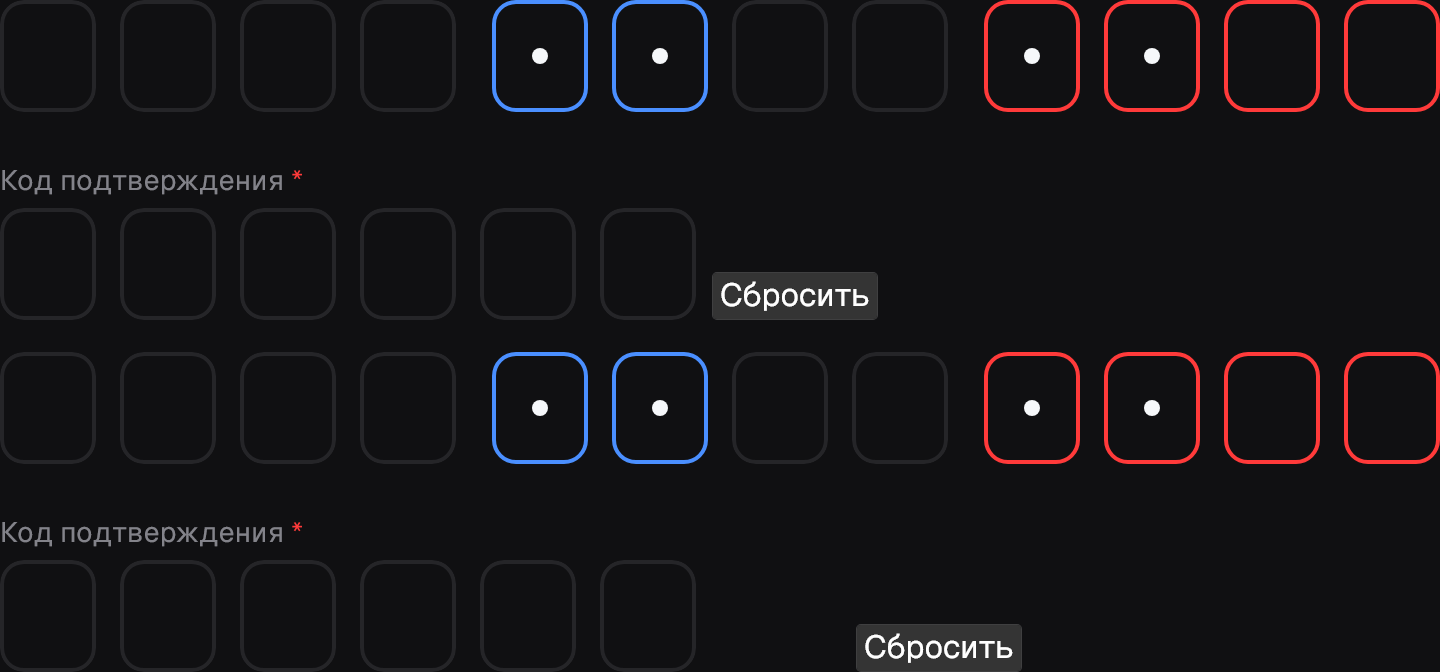 Код подтверждения *
Сбросить
Код подтверждения *
Сбросить